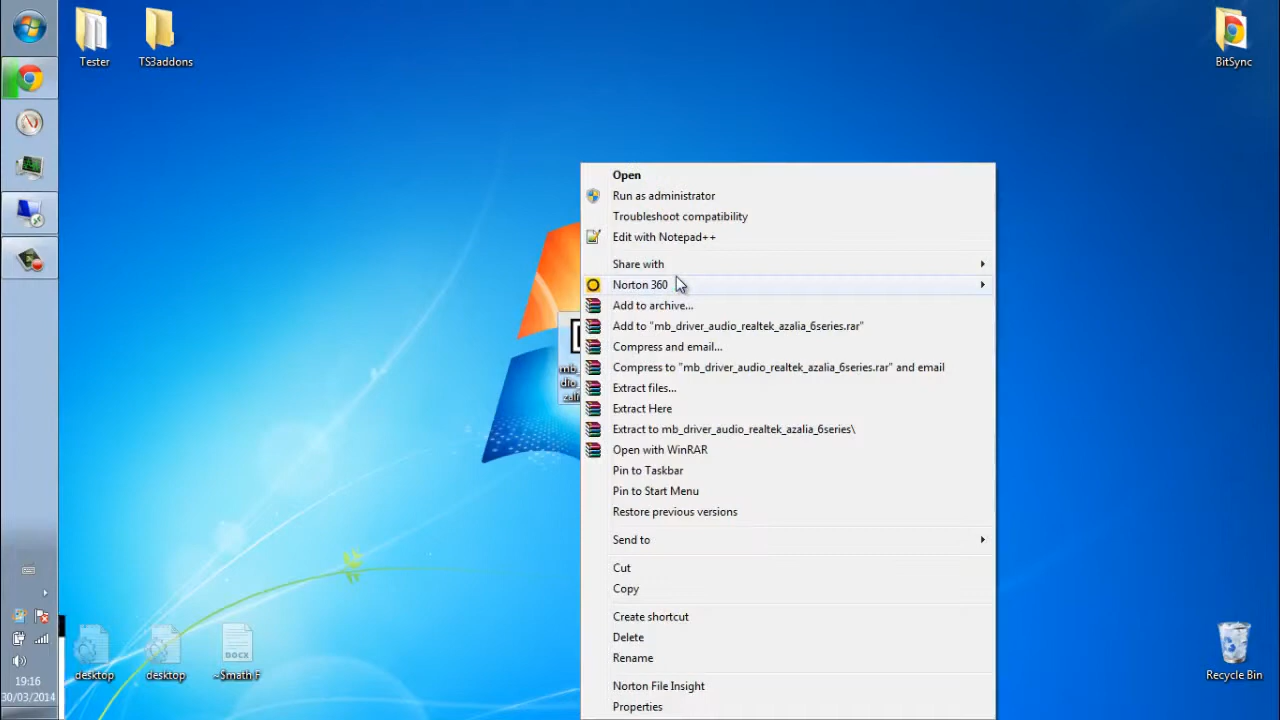 Tester
TS3addons
BitSync
Open
Run as administrator
Troubleshoot compatibility
Edit with Notepad++
Share with
Norton 360
Add to archive...
Add to "mb_driver_audio_realtek_azalia_6series.rar"
Compress and email...
Compress to "mb_driver_audio_realtek_azalia_6series.rar" and email
Extract files...
Extract Here
Extract to mb_driver_audio_realtek_azalia_6series\
Open with WinRAR
Pin to Taskbar
Pin to Start Menu
Restore previous versions
Send to
Cut
Copy
Create shortcut
Delete
Rename
Norton File Insight
Properties
desktop
desktop
~$math.F
DOCX
Recycle Bin
19:16
30/03/2014